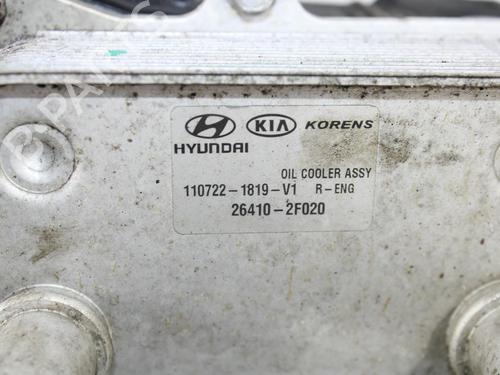 HYUNDAI KIA KORENS
OIL COOLER ASSY
110722-1819-V1 R-ENG
26410-2F020